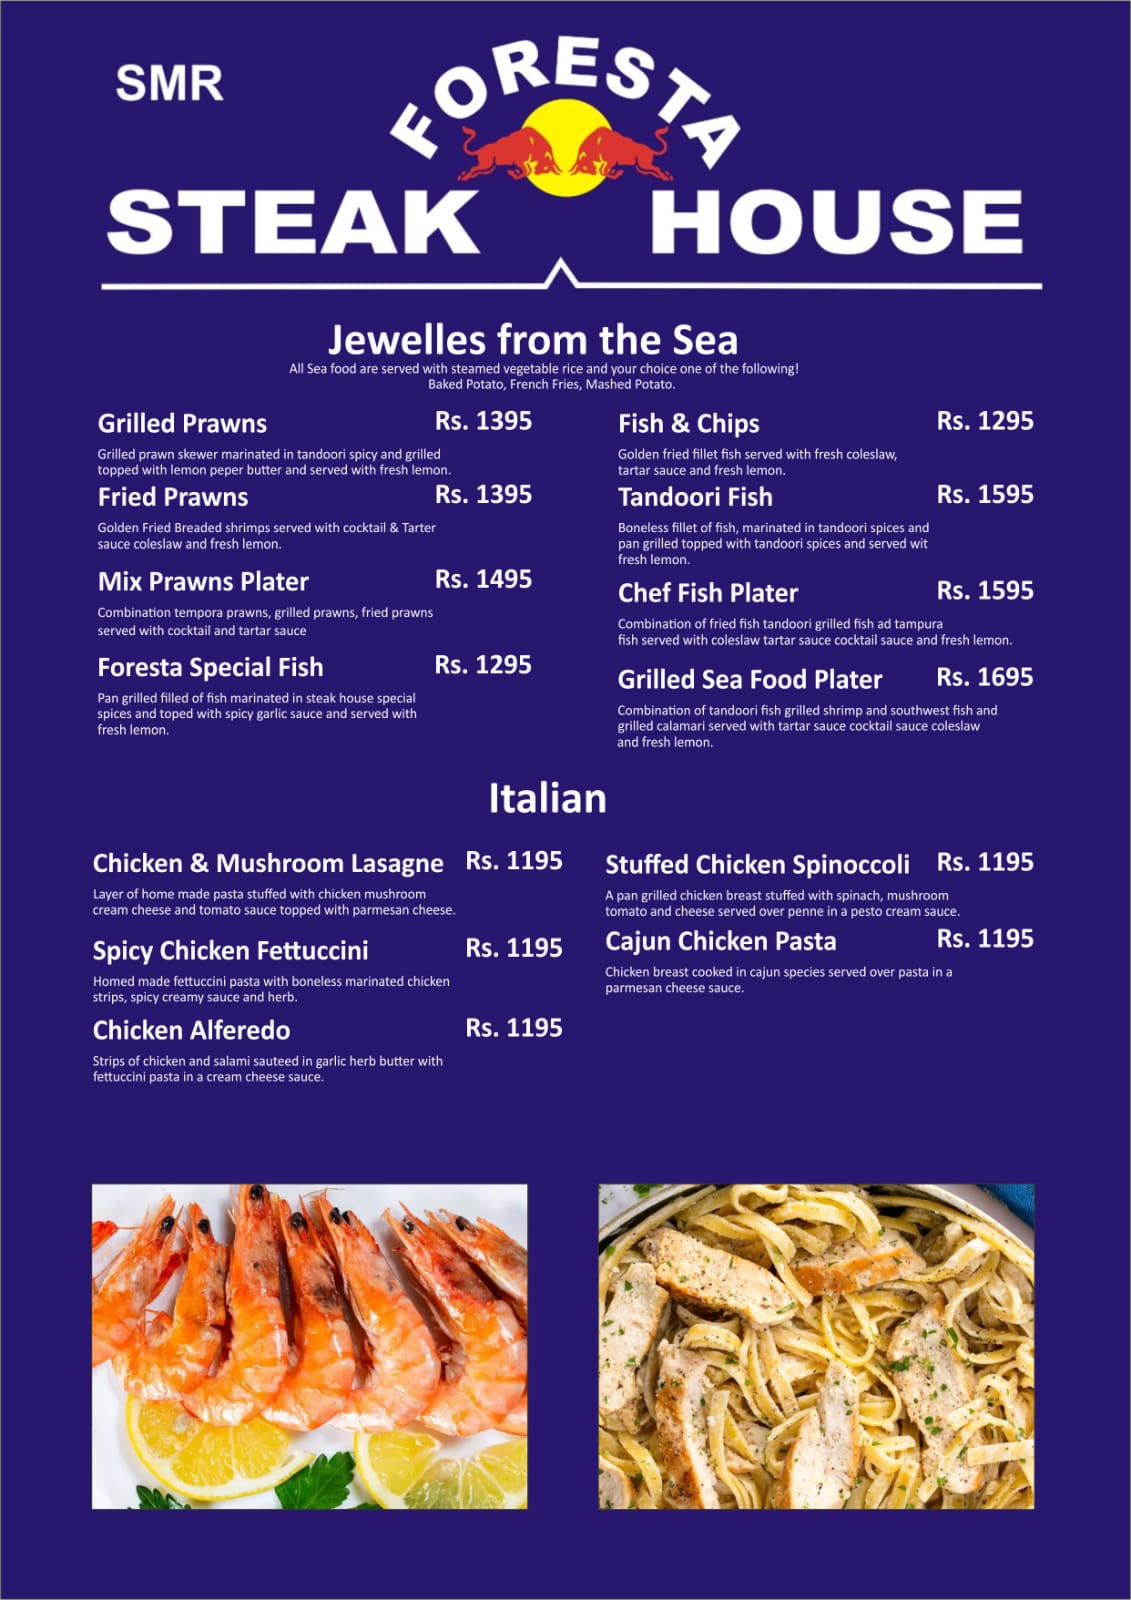 SMR
FORESTA
STEAK HOUSE
Jewelles from the Sea
All Sea food are served with steamed vegetable rice and your choice one of the following!
Baked Potato, French Fries, Mashed Potato.
Grilled Prawns Rs. 1395
Grilled prawn skewer marinated in tandoori spicy and grilled
topped with lemon peper butter and served with fresh lemon.
Fried Prawns Rs. 1395
Golden Fried Breaded shrimps served with cocktail & Tarter
sauce coleslaw and fresh lemon.
Mix Prawns Plater Rs. 1495
Combination tempora prawns, grilled prawns, fried prawns
served with cocktail and tartar sauce
Foresta Special Fish Rs. 1295
Pan grilled filled of fish marinated in steak house special
spices and toped with spicy garlic sauce and served with
fresh lemon.
Fish & Chips Rs. 1295
Golden fried fillet fish served with fresh coleslaw,
tartar sauce and fresh lemon.
Tandoori Fish Rs. 1595
Boneless fillet of fish, marinated in tandoori spices and
pan grilled topped with tandoori spices and served wit
fresh lemon.
Chef Fish Plater Rs. 1595
Combination of fried fish tandoori grilled fish ad tampura
fish served with coleslaw tartar sauce cocktail sauce and fresh lemon.
Grilled Sea Food Plater Rs. 1695
Combination of tandoori fish grilled shrimp and southwest fish and
grilled calamari served with tartar sauce cocktail sauce coleslaw
and fresh lemon.
Italian
Chicken & Mushroom Lasagne Rs. 1195
Layer of home made pasta stuffed with chicken mushroom
cream cheese and tomato sauce topped with parmesan cheese.
Spicy Chicken Fettuccini Rs. 1195
Homed made fettuccini pasta with boneless marinated chicken
strips, spicy creamy sauce and herb.
Chicken Alferedo Rs. 1195
Strips of chicken and salami sauteed in garlic herb butter with
fettuccini pasta in a cream cheese sauce.
Stuffed Chicken Spinoccoli Rs. 1195
A pan grilled chicken breast stuffed with spinach, mushroom
tomato and cheese served over penne in a pesto cream sauce.
Cajun Chicken Pasta Rs. 1195
Chicken breast cooked in cajun species served over pasta in a
parmesan cheese sauce.